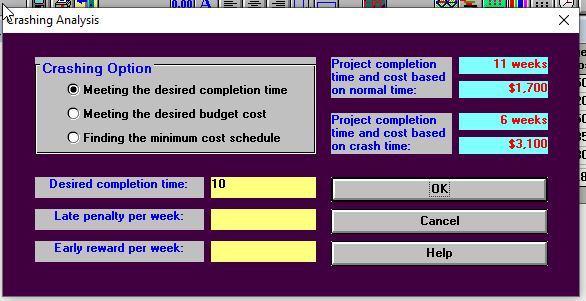 0.00 A
Crashing Analysis
Crashing Option
Meeting the desired completion time
Meeting the desired budget cost
Finding the minimum cost schedule
Project completion
time and cost based
on normal time:
11 weeks
$1,700
Project completion
time and cost based
on crash time:
6 weeks
$3,100
Desired completion time:
10
Late penalty per week:
Early reward per week:
OK
Cancel
Help